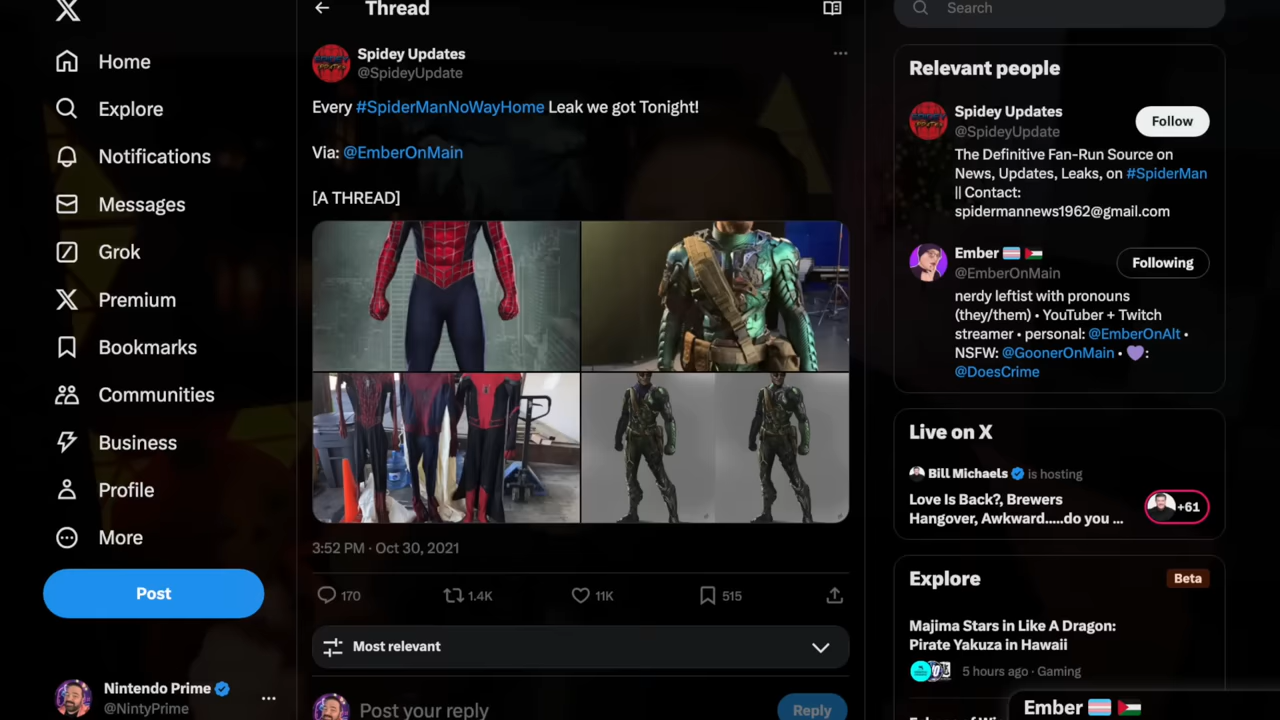 Home
Explore
Notifications
Messages
Grok
Premium
Bookmarks
Communities
Business
Profile
More
Post
Nintendo Prime
@NintyPrime
Thread
Spidey Updates
@SpideyUpdate
Every #SpiderManNoWayHome Leak we got Tonight!
Via: @EmberOnMain
[A THREAD]
3:52 PM · Oct 30, 2021
170
1.4K
11K
515
Most relevant
Post your reply
Reply
Search
Relevant people
Spidey Updates
@SpideyUpdate
Follow
The Definitive Fan-Run Source on
News, Updates, Leaks, on #SpiderMan
|| Contact:
spidermannews1962@gmail.com
Ember 🏳️‍⚧️ 🇵🇸
@EmberOnMain
Following
nerdy leftist with pronouns
(they/them) • YouTuber + Twitch
streamer • personal: @EmberOnAlt •
NSFW: @GoonerOnMain • 💜:
@DoesCrime
Live on X
Bill Michaels is hosting
Love Is Back?, Brewers
Hangover, Awkward.....do you ...
+61
Explore
Beta
Majima Stars in Like A Dragon:
Pirate Yakuza in Hawaii
5 hours ago · Gaming
Ember 🏳️‍⚧️ 🇵🇸